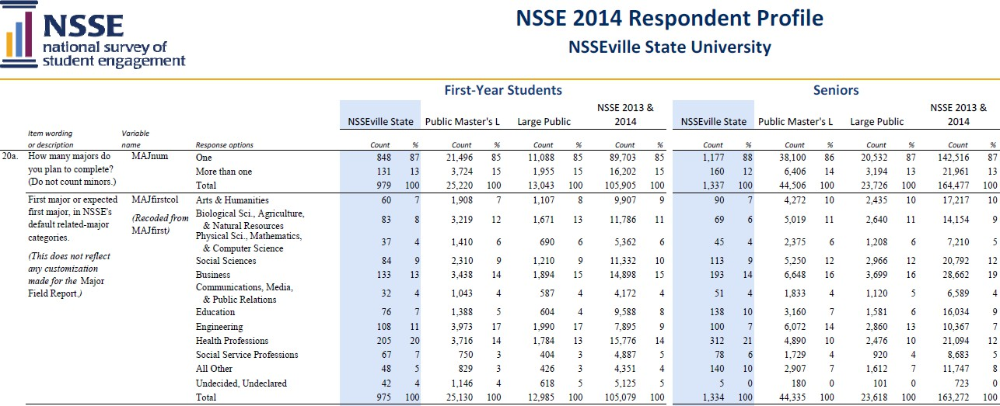 NSSE
national survey of
student engagement
NSSE 2014 Respondent Profile
NSSEville State University
First-Year Students Seniors
NSSE 2013 & NSSE 2013 &
NSSEville State Public Master's L Large Public 2014 NSSEville State Public Master's L Large Public 2014
Item wording Variable
or description name Response options Count % Count % Count % Count % Count % Count % Count % Count %
20a. How many majors do MAJnum One 848 87 21,496 85 11,088 85 89,703 85 1,177 88 38,100 86 20,532 87 142,516 87
you plan to complete? More than one 131 13 3,724 15 1,955 15 16,202 15 160 12 6,406 14 3,194 13 21,961 13
(Do not count minors.) Total 979 100 25,220 100 13,043 100 105,905 100 1,337 100 44,506 100 23,726 100 164,477 100
First major or expected MAJfirstcol Arts & Humanities 60 7 1,908 7 1,107 8 9,907 9 90 7 4,272 10 2,435 10 17,217 10
first major, in NSSE's (Recoded from Biological Sci., Agriculture,
default related-major MAJfirst) & Natural Resources 83 8 3,219 12 1,671 13 11,786 11 69 6 5,019 11 2,640 11 14,154 9
categories. Physical Sci., Mathematics,
& Computer Science 37 4 1,410 6 690 6 5,362 6 45 4 2,375 6 1,208 6 7,210 5
(This does not reflect Social Sciences 84 9 2,310 9 1,210 9 11,332 10 113 9 5,250 12 2,966 12 20,792 12
any customization Business 133 13 3,438 14 1,894 15 14,898 15 193 14 6,648 16 3,699 16 28,662 19
made for the Major Communications, Media,
Field Report.) & Public Relations 32 4 1,043 4 587 4 4,172 4 51 4 1,833 4 1,120 5 6,589 4
Education 76 7 1,388 5 604 4 9,588 8 138 10 3,160 7 1,581 6 16,034 9
Engineering 108 11 3,973 17 1,990 17 7,895 9 100 7 6,072 14 2,860 13 10,367 7
Health Professions 205 20 3,716 14 1,784 13 15,776 14 312 21 4,890 10 2,476 10 21,094 12
Social Service Professions 67 7 750 3 404 3 4,887 5 78 6 1,729 4 920 4 8,683 5
All Other 48 5 829 3 426 3 4,351 4 140 10 2,907 7 1,612 7 11,747 8
Undecided, Undeclared 42 4 1,146 4 618 5 5,125 5 5 0 180 0 101 0 723 0
Total 975 100 25,130 100 12,985 100 105,079 100 1,334 100 44,335 100 23,618 100 163,272 100